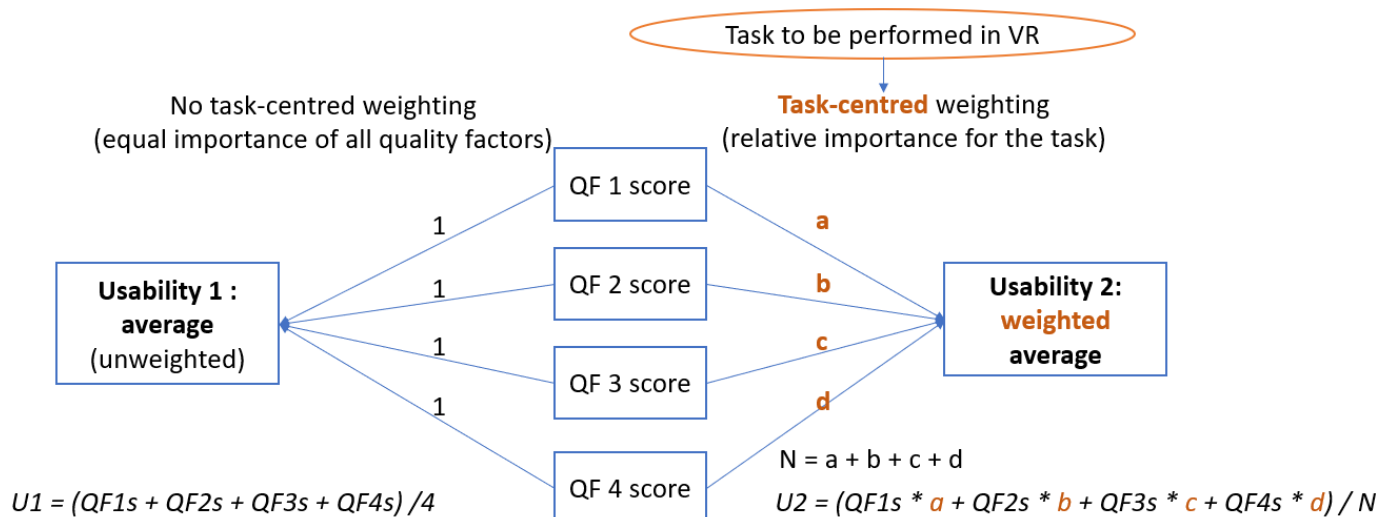 Task to be performed in VR
No task-centred weighting
(equal importance of all quality factors)
Task-centred weighting
(relative importance for the task)
QF 1 score
1
a
QF 2 score
1
b
Usability 1 :
average
(unweighted)
Usability 2:
weighted
average
1
c
QF 3 score
1
d
QF 4 score
N = a + b + c + d
U1 = (QF1s + QF2s + QF3s + QF4s) /4
U2 = (QF1s * a + QF2s * b + QF3s * c + QF4s * d) / N